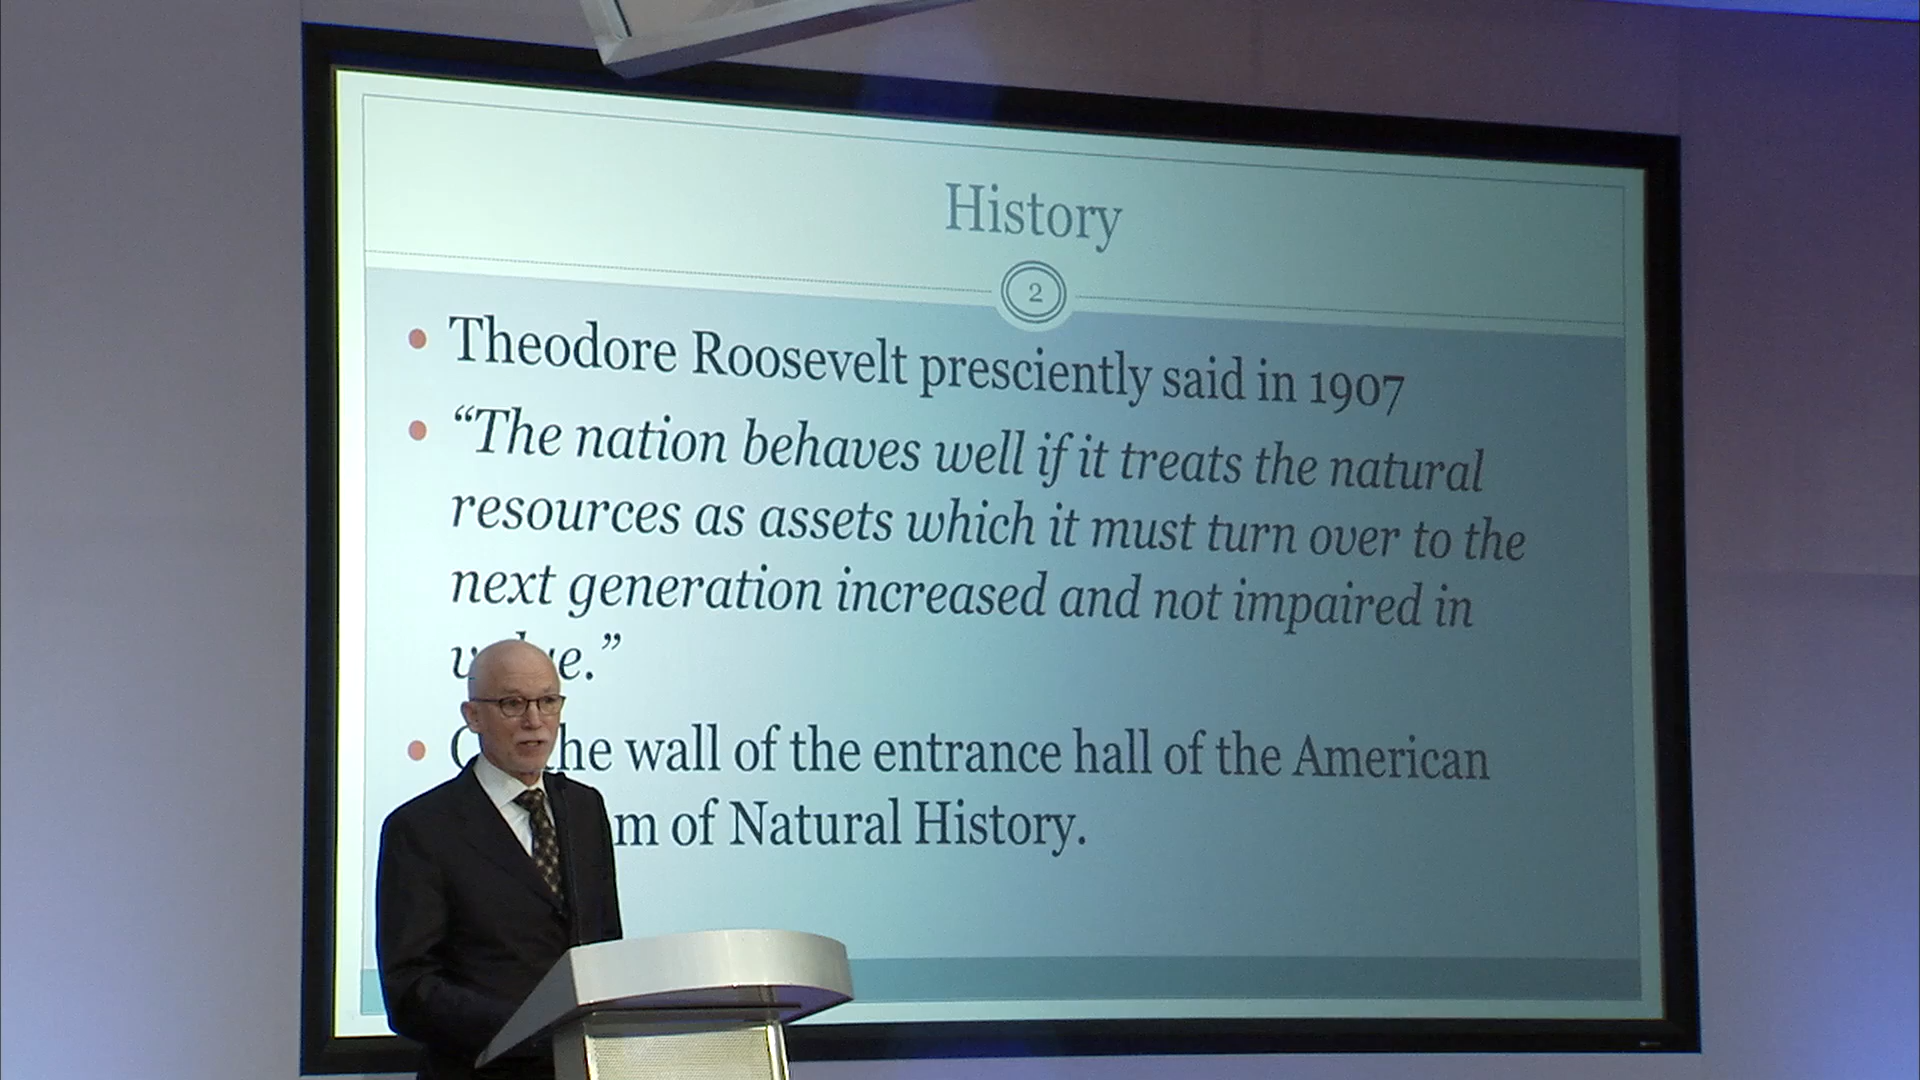 History
2
• Theodore Roosevelt presciently said in 1907
• “The nation behaves well if it treats the natural
resources as assets which it must turn over to the
next generation increased and not impaired in
• he wall of the entrance hall of the American
m of Natural History.